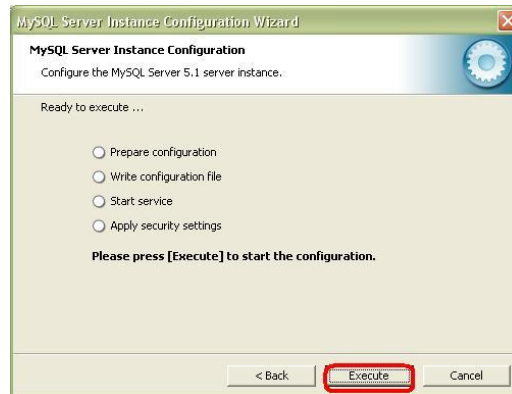 MySQL Server Instance Configuration Wizard
MySQL Server Instance Configuration
Configure the MySQL Server 5.1 server instance.
Ready to execute ...
Prepare configuration
Write configuration file
Start service
Apply security settings
Please press [Execute] to start the configuration.
< Back
Execute
Cancel